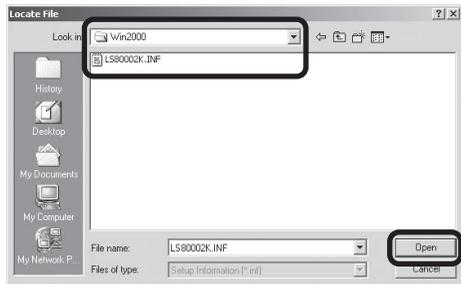 Locate File
Look in:
Win2000
LS80002K.INF
History
Desktop
My Documents
My Computer
My Network P...
File name:
LS80002K.INF
Open
Files of type:
Setup Information (*.inf)
Cancel